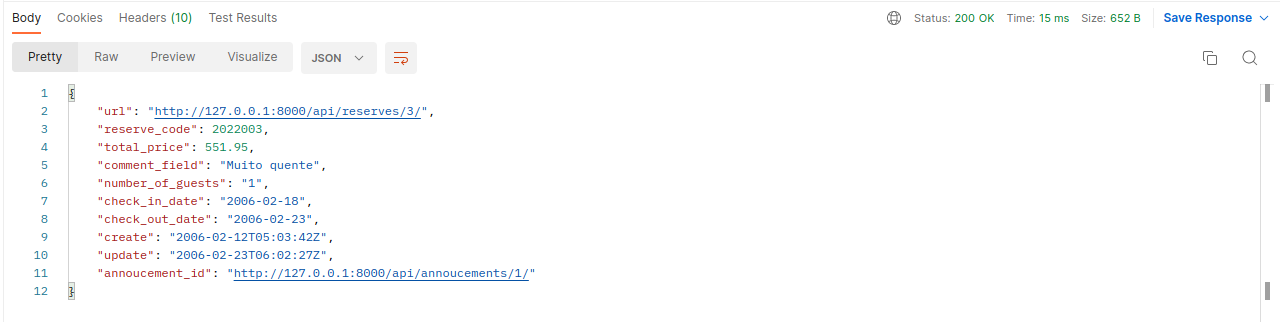 Body Cookies Headers (10) Test Results Status: 200 OK Time: 15 ms Size: 652 B Save Response
Pretty Raw Preview Visualize JSON
1 {
2 "url": "http://127.0.0.1:8000/api/reserves/3/",
3 "reserve_code": 2022003,
4 "total_price": 551.95,
5 "comment_field": "Muito quente",
6 "number_of_guests": "1",
7 "check_in_date": "2006-02-18",
8 "check_out_date": "2006-02-23",
9 "create": "2006-02-12T05:03:42Z",
10 "update": "2006-02-23T06:02:27Z",
11 "annoucement_id": "http://127.0.0.1:8000/api/annoucements/1/"
12 }